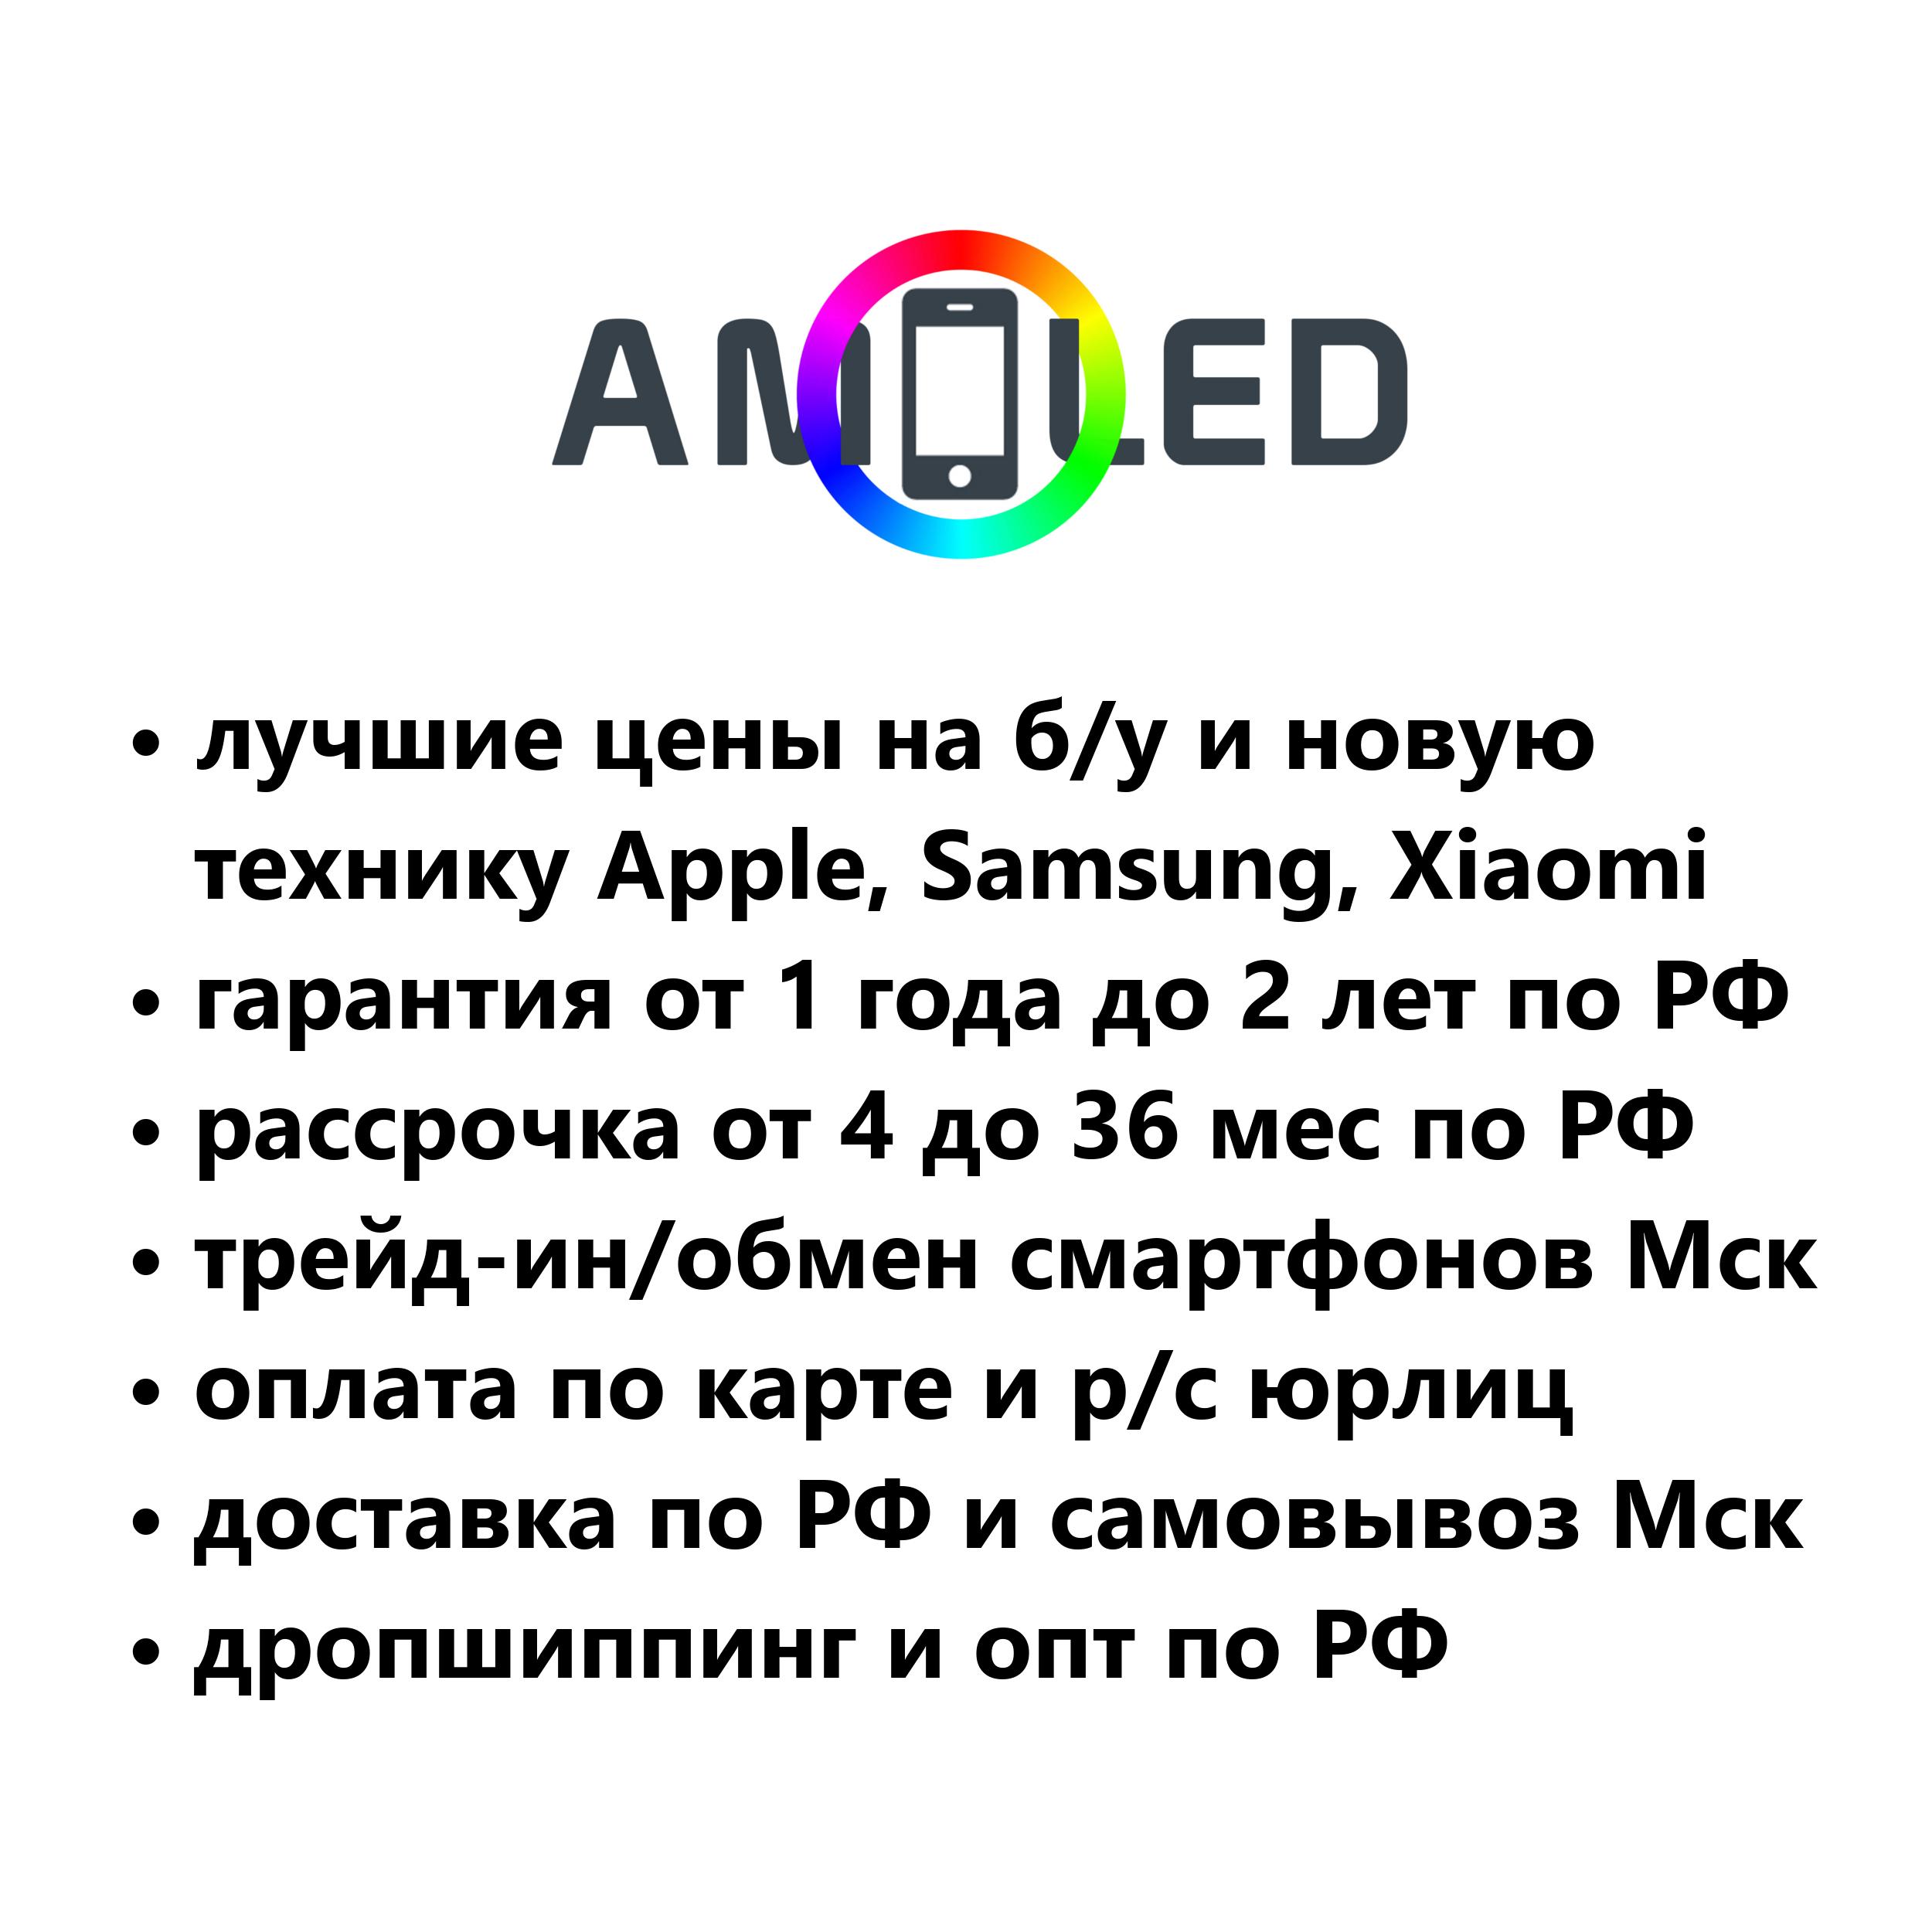 AMOLED
• лучшие цены на б/у и новую
технику Apple, Samsung, Xiaomi
• гарантия от 1 года до 2 лет по РФ
• рассрочка от 4 до 36 мес по РФ
• трейд-ин/обмен смартфонов Мск
• оплата по карте и р/с юрлиц
• доставка по РФ и самовывоз Мск
• дропшиппинг и опт по РФ